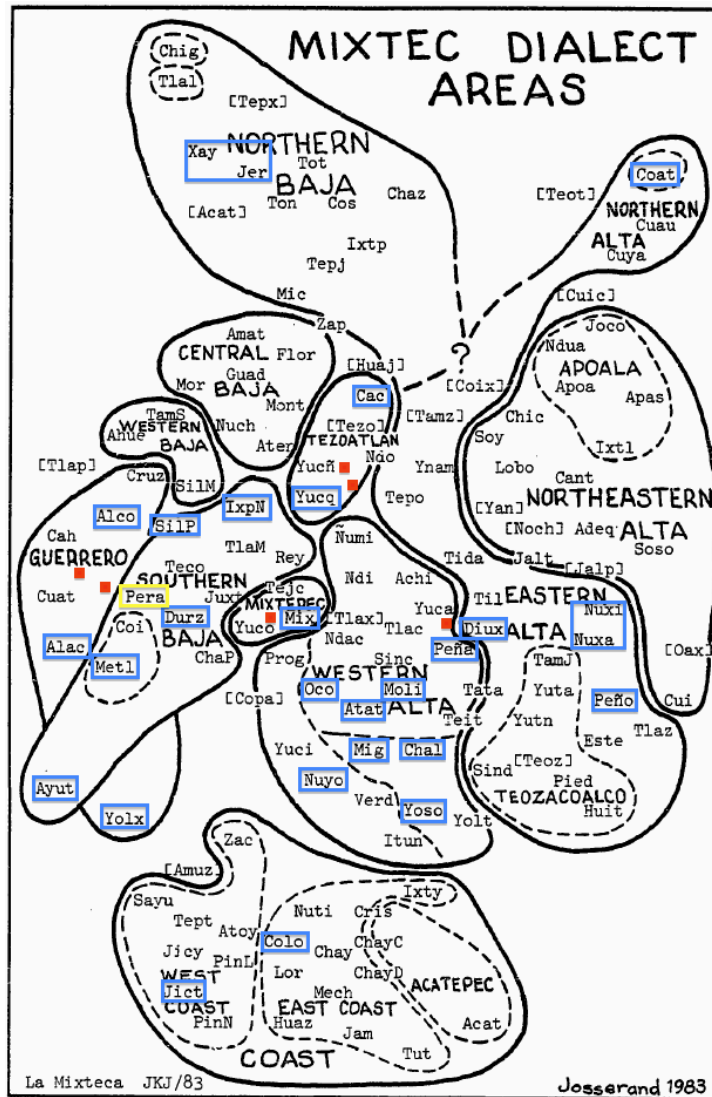 MIXTEC DIALECT
AREAS
Chig
Tlal
[Tepx]
Xay NORTHERN
Jer Tot
BAJA
[Acat] Ton Cos Chaz
Ixtp
Tepj
Mic
Zap
[Teot] Coat
NORTHERN
Cuau
ALTA
Cuya
[Cuic]
Amat
CENTRAL Flor
Guad
Mor BAJA
Mont
Nuch
Aten
[Huaj]
?
[Coix]
Joco
Ndua
APOALA
Apoa Apas
Ixtl
TamS
WESTERN
Ahue BAJA
SilM
Cac
[Tezo]
TEZOATLAN
Ndo
Yucñ
Yucq
[Tamz]
Ynam
Tepo
Soy Chic
Lobo
Cant
NORTHEASTERN
[Yan]
[Noch] Adeq ALTA
Soso
[Tlap]
Cruz
Alco SilP IxpN
Cah
GUERRERO
TlaM
Rey
Teco
Cuat SOUTHERN
Pera Juxt Tejc
Durz
Coi BAJA
Alac
Metl
ChaP
MIXTEPEC
Yuco Mix
Ñumi
Ndi Achi
Tida
Jalt [Jalp]
[Tlax] Yuca
Ndac Tlac
Peña
Til EASTERN
Diux ALTA
Nuxi
Nuxa
[Oax]
Prog Sinc
WESTERN
[Copa] Oco Moli
Atat ALTA
Tata
Teit
TamJ
Yuta
Yutn
Peño
Cui
Tlaz
Este
Yuci Mig Chal
Nuyo
Verd Yoso
Yolt
Itun
Sind [Teoz]
Pied
TEOZACOALCO
Huit
Ayut
Yolx
Zac
[Amuz]
Sayu
Tept
Atoy
Jicy
PinL
WEST
Jict
COAST
PinN
Ixty
Nuti Cris
Colo Chay ChayC
Lor ChayD
Mech
EAST COAST
Huaz
Jam
Tut
ACATEPEC
Acat
COAST
La Mixteca JKJ/83
Josserand 1983